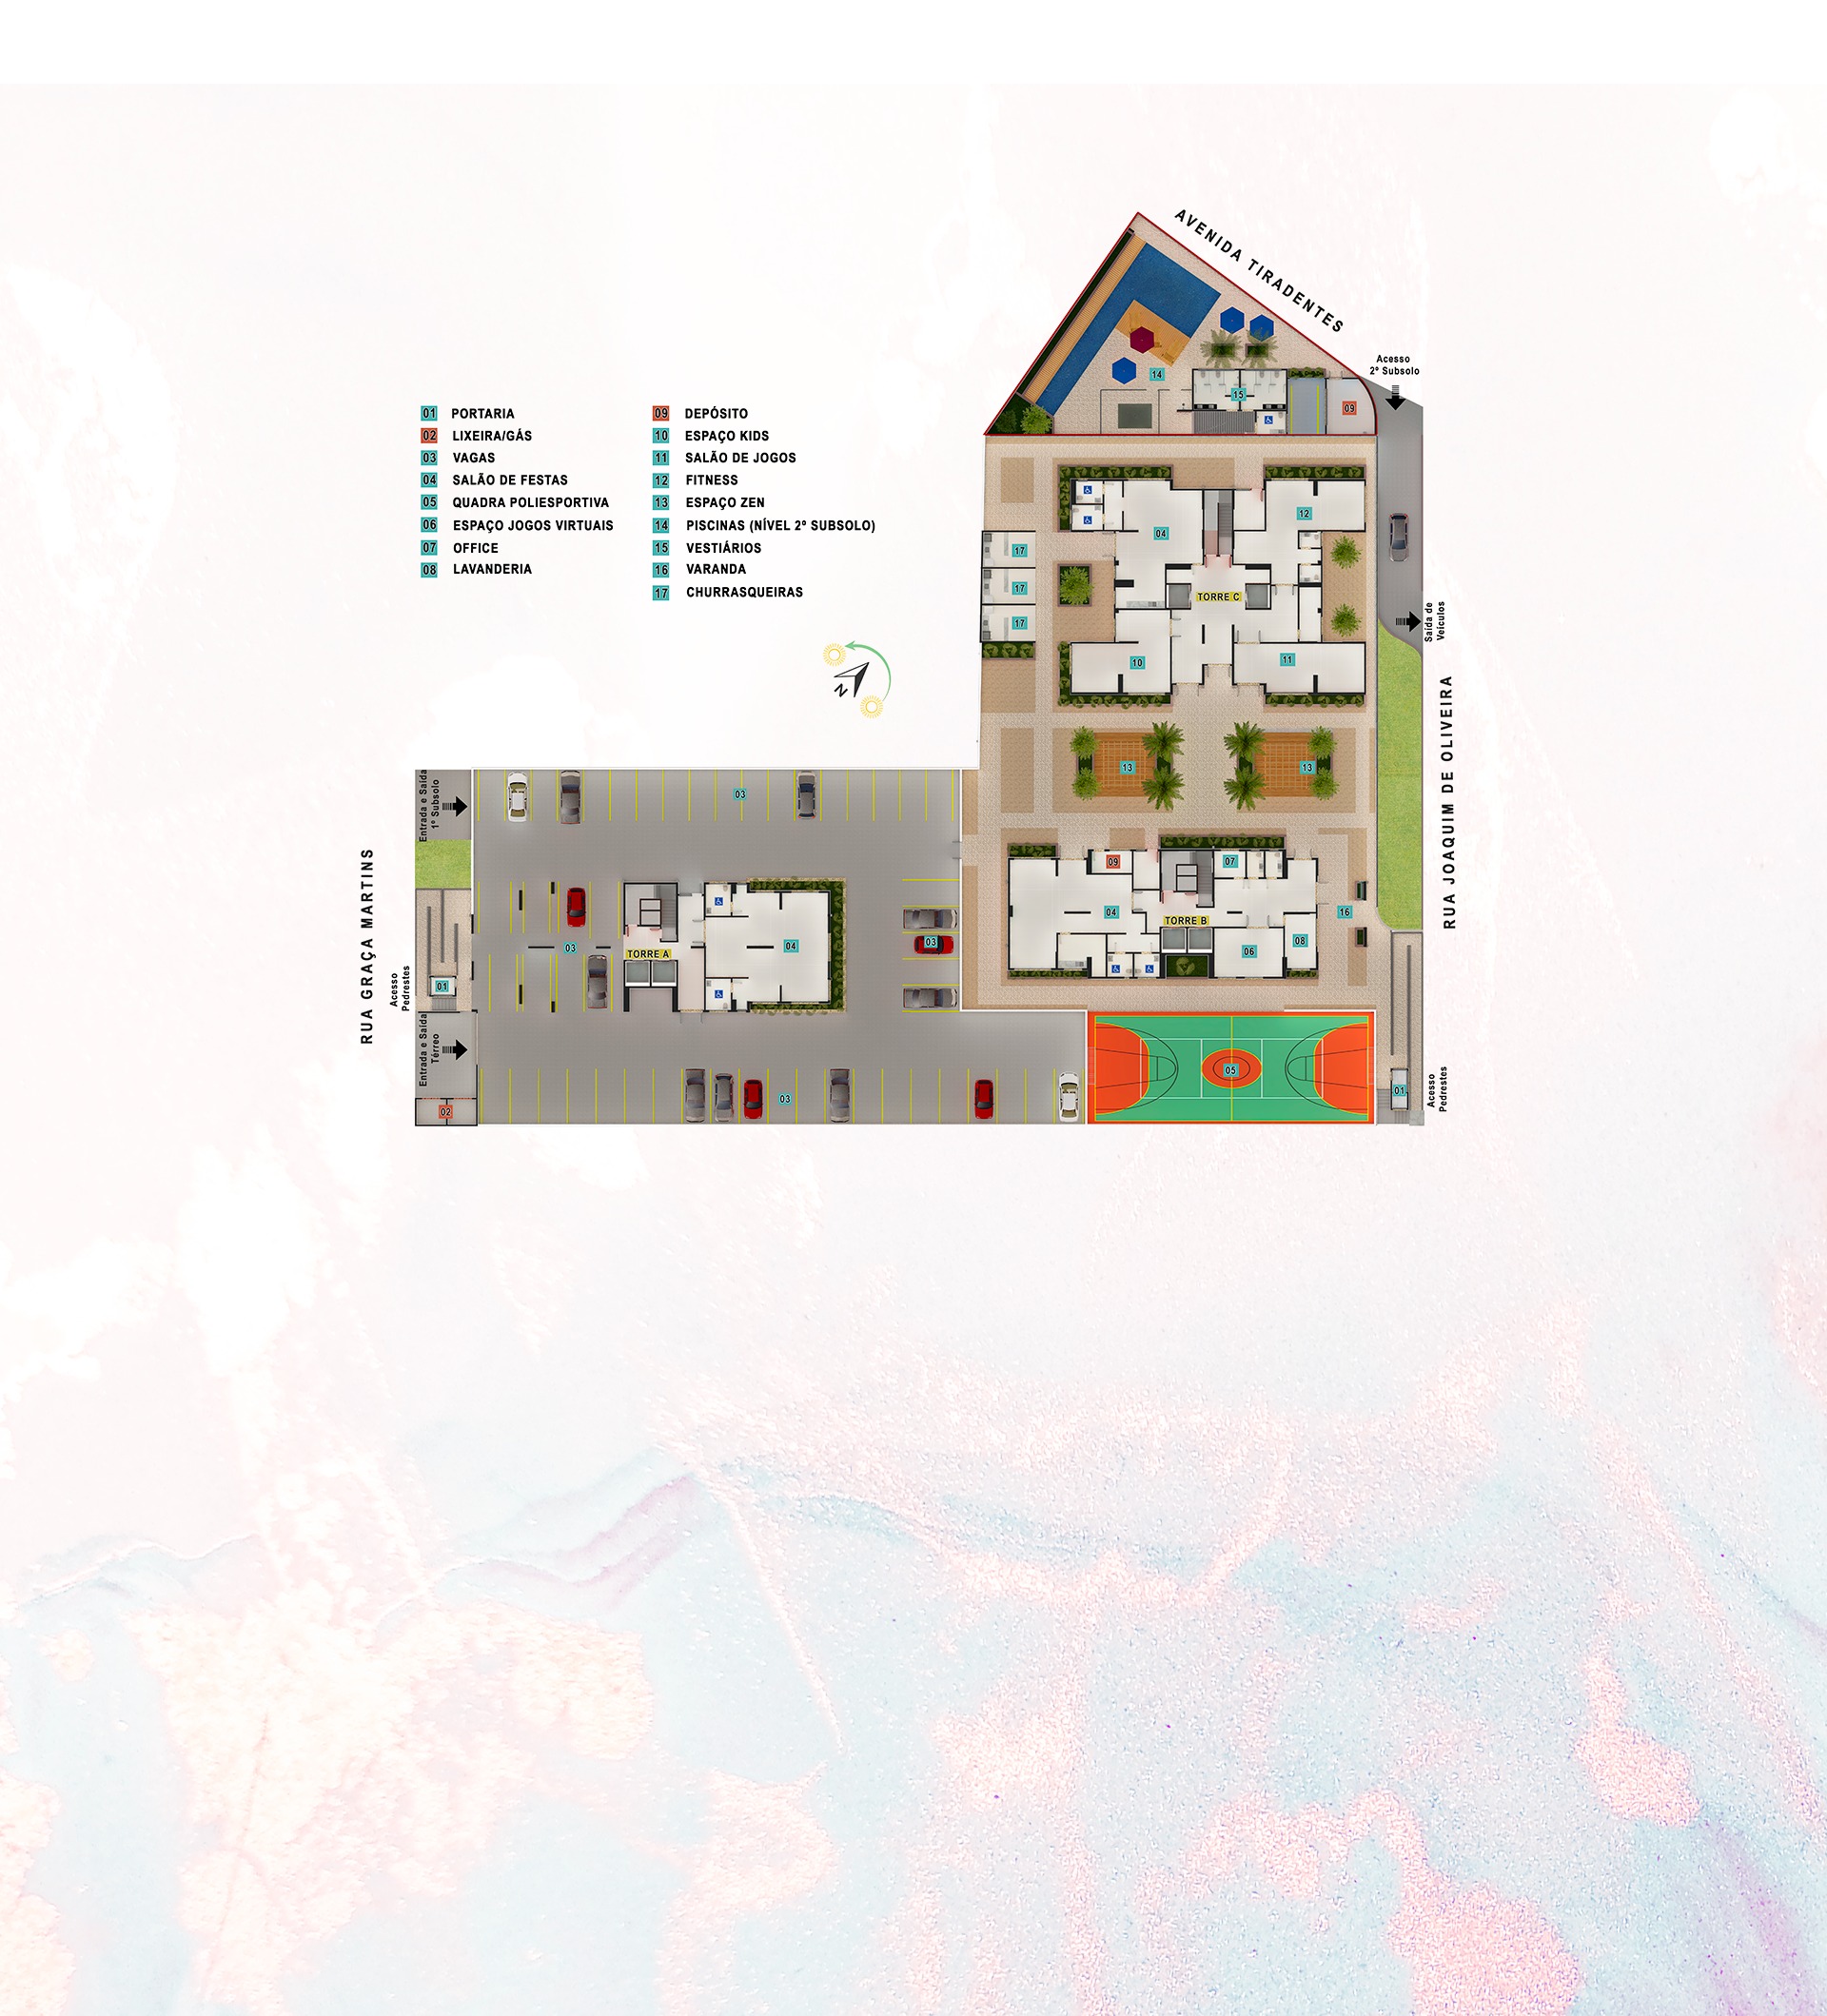 AVENIDA TIRADENTES
Acesso
2º Subsolo
01 PORTARIA
02 LIXEIRA/GÁS
03 VAGAS
04 SALÃO DE FESTAS
05 QUADRA POLIESPORTIVA
06 ESPAÇO JOGOS VIRTUAIS
07 OFFICE
08 LAVANDERIA
09 DEPÓSITO
10 ESPAÇO KIDS
11 SALÃO DE JOGOS
12 FITNESS
13 ESPAÇO ZEN
14 PISCINAS (NÍVEL 2º SUBSOLO)
15 VESTIÁRIOS
16 VARANDA
17 CHURRASQUEIRAS
14
15
09
12
04
17
17
17
TORRE C
10
11
Saída de
Veículos
N
13
13
RUA JOAQUIM DE OLIVEIRA
Entrada e Saída
1º Subsolo
03
RUA GRAÇA MARTINS
09
07
04
TORRE B
16
06
08
03
TORRE A
04
03
Acesso
Pedrestes
01
Entrada e Saída
Térreo
02
03
05
01
Acesso
Pedrestes